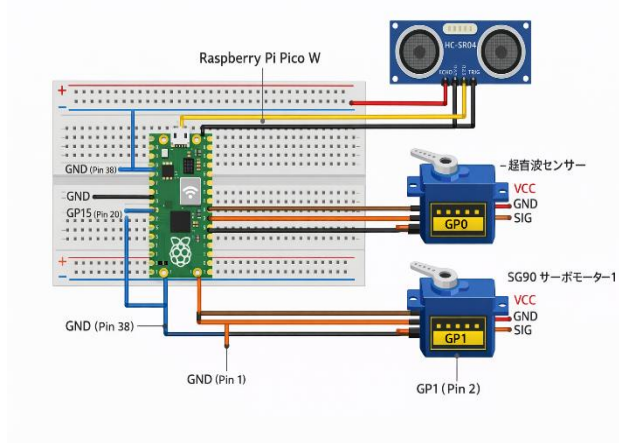 HC-SR04
ECHO TRIG
Raspberry Pi Pico W
+
−
GND (Pin 38)
GND
GP15 (Pin 20)
-超音波センサー
VCC
GND
SIG
GP0
+
−
SG90 サーボモーター1
VCC
GND
SIG
GP1
GND (Pin 38)
GND (Pin 1)
GP1 (Pin 2)